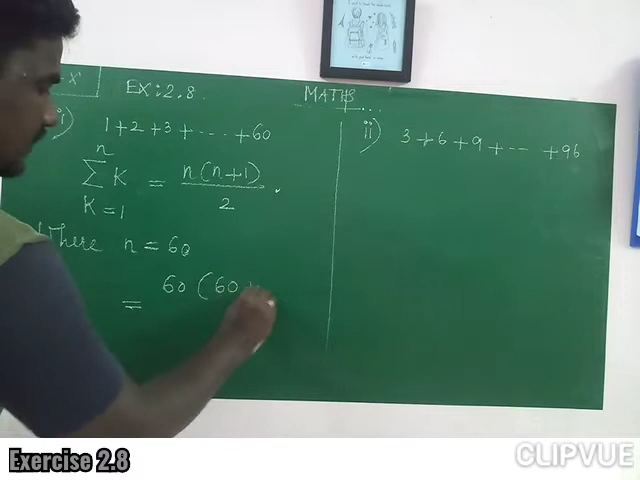 X
EX:2.8.
MATHS
i)
1+2+3+ - - - - +60
n
∑ K = n(n+1) / 2 .
K=1
Where n = 60
= 60 (60 +
ii) 3+6+9+ - - - +96
Exercise 2.8
CLIPVUE